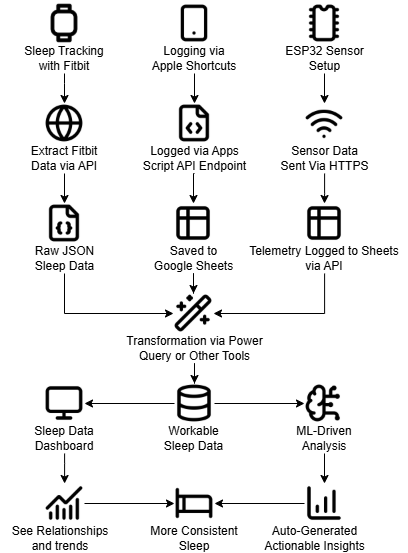 Sleep Tracking
with Fitbit
Logging via
Apple Shortcuts
ESP32 Sensor
Setup
Extract Fitbit
Data via API
Logged via Apps
Script API Endpoint
Sensor Data
Sent Via HTTPS
Raw JSON
Sleep Data
Saved to
Google Sheets
Telemetry Logged to Sheets
via API
Transformation via Power
Query or Other Tools
Sleep Data
Dashboard
Workable
Sleep Data
ML-Driven
Analysis
See Relationships
and trends
More Consistent
Sleep
Auto-Generated
Actionable Insights